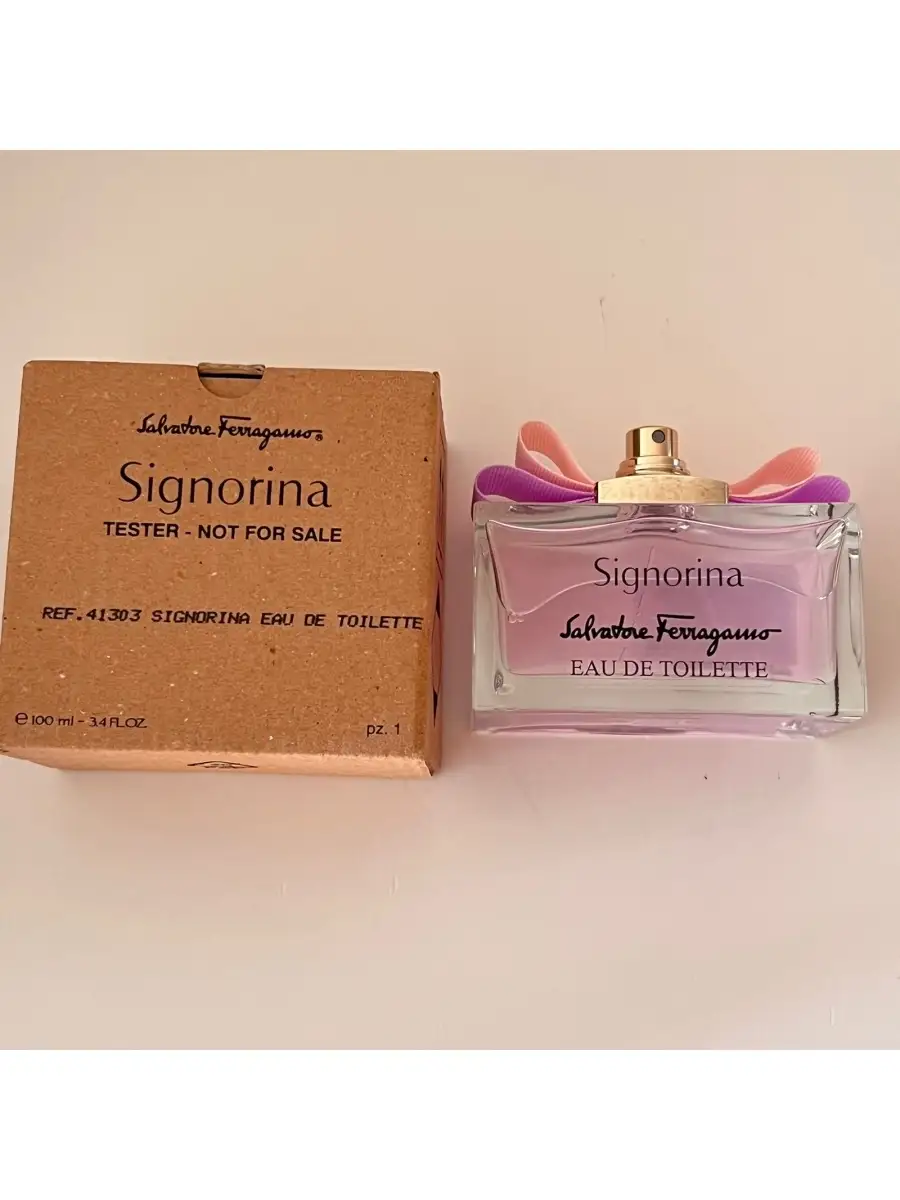 Salvatore Ferragamo®
Signorina
TESTER - NOT FOR SALE
REF.41303 SIGNORINA EAU DE TOILETTE
℮ 100 ml - 3.4 FL.OZ.
pz. 1
Signorina
Salvatore Ferragamo
EAU DE TOILETTE